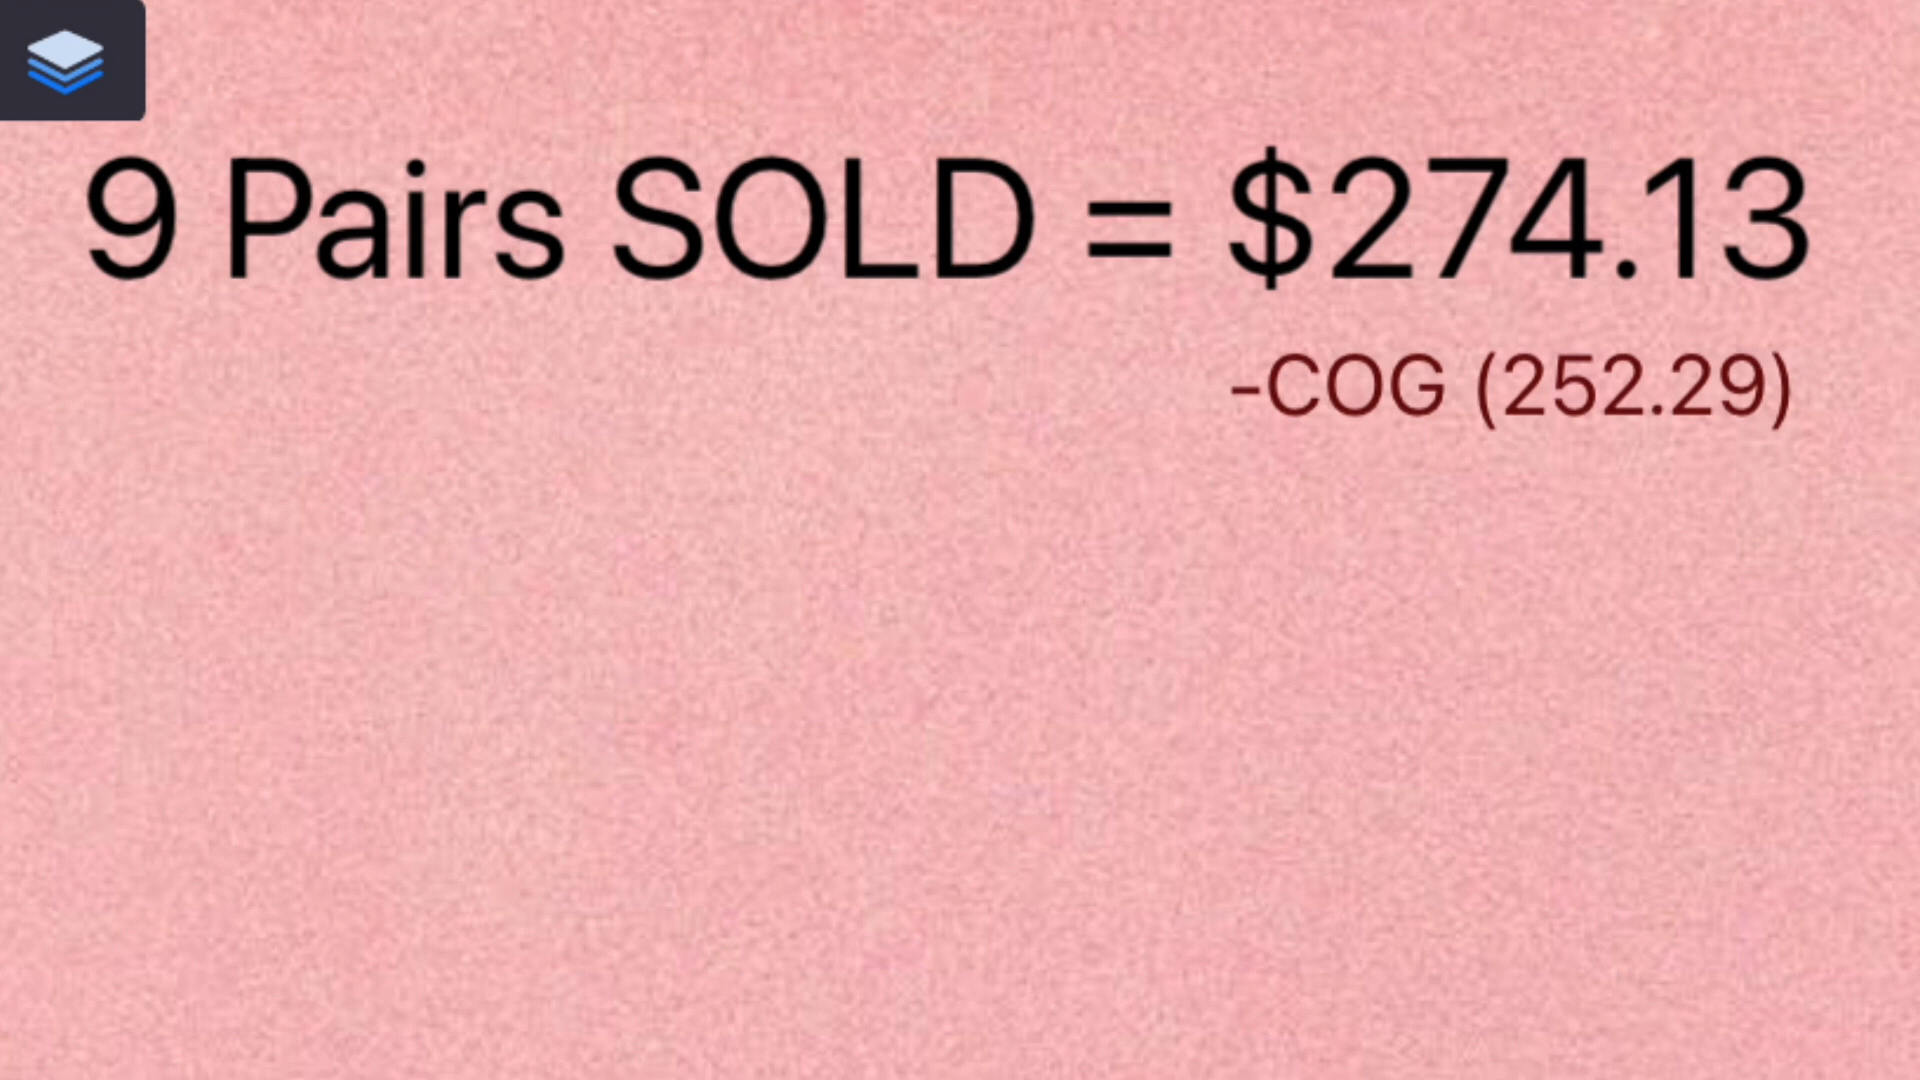 9 Pairs SOLD = $274.13
-COG (252.29)